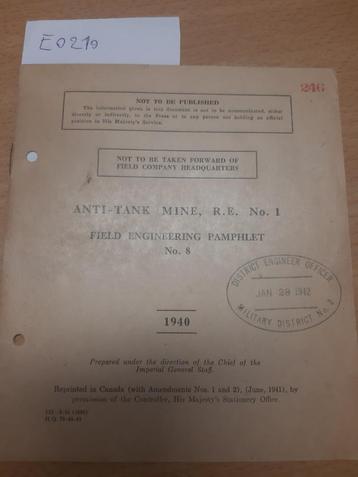 E0219
246
NOT TO BE PUBLISHED
The information given in this document is not to be communicated, either
directly or indirectly, to the Press or to any person not holding an official
position in His Majesty's Service.
NOT TO BE TAKEN FORWARD OF
FIELD COMPANY HEADQUARTERS
ANTI-TANK MINE, R.E. No. 1
FIELD ENGINEERING PAMPHLET
No. 8
DISTRICT ENGINEER OFFICER
JAN 28 1942
MILITARY DISTRICT No. 2
1940
Prepared under the direction of the Chief of the
Imperial General Staff.
Reprinted in Canada (with Amendments Nos. 1 and 2), (June, 1941), by
permission of the Controller, His Majesty's Stationery Office.